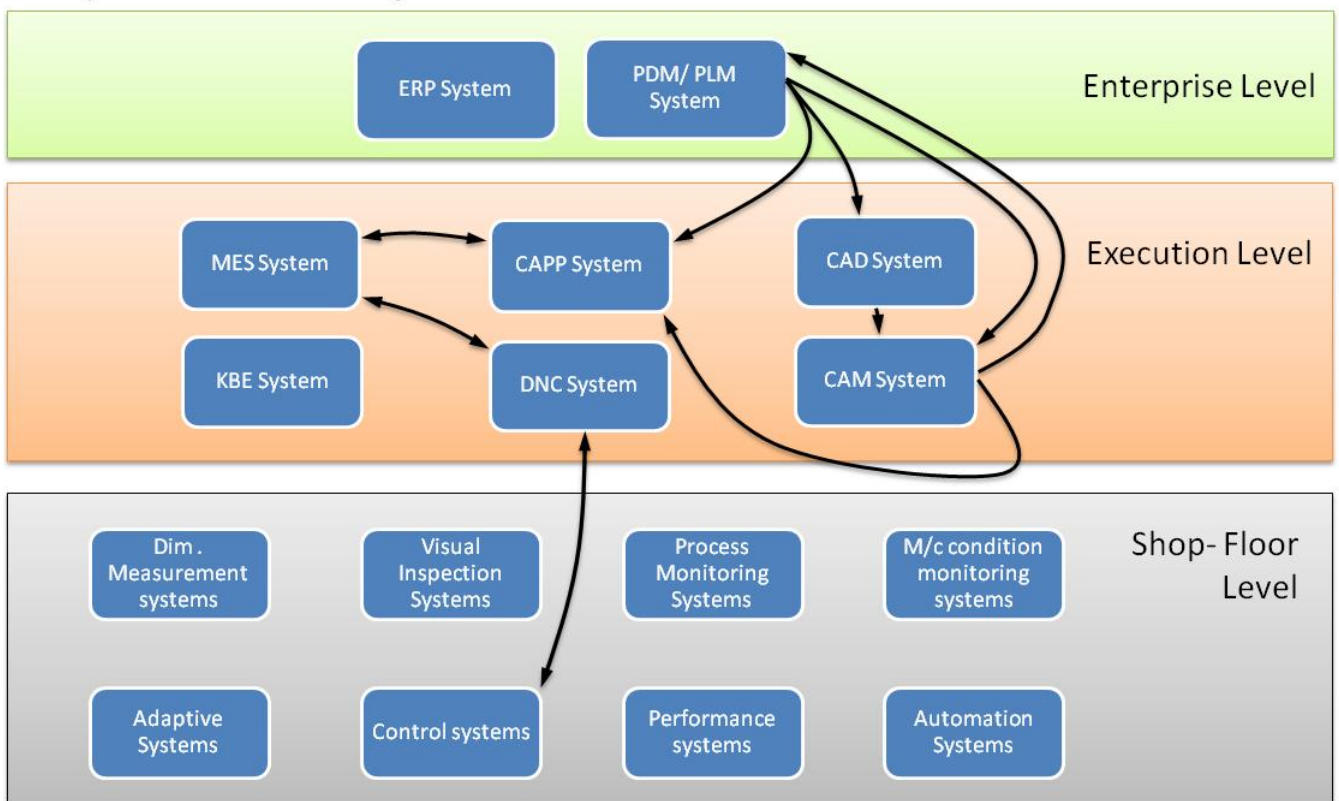 ERP System
PDM/ PLM
System
Enterprise Level
MES System
CAPP System
CAD System
Execution Level
KBE System
DNC System
CAM System
Dim .
Measurement
systems
Visual
Inspection
Systems
Process
Monitoring
Systems
M/c condition
monitoring
systems
Shop- Floor
Level
Adaptive
Systems
Control systems
Performance
systems
Automation
Systems